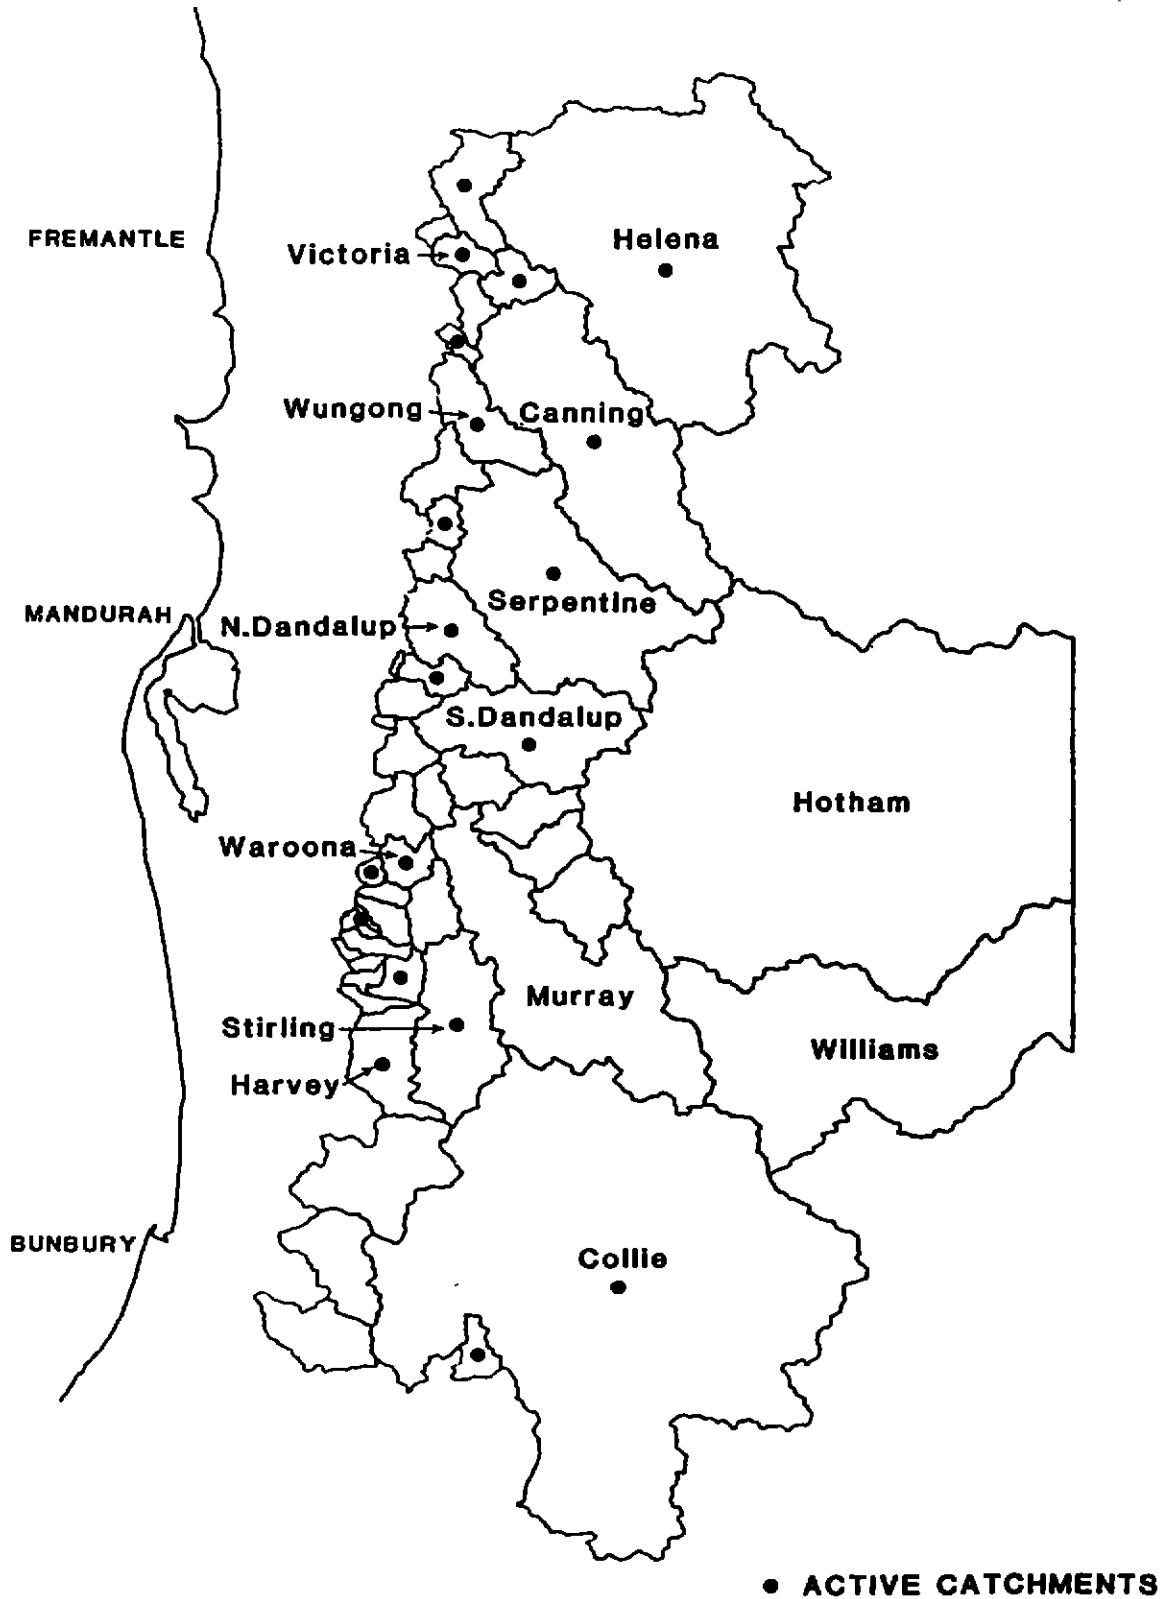 FREMANTLE
Victoria
Helena
Wungong
Canning
Serpentine
MANDURAH
N.Dandalup
S.Dandalup
Hotham
Waroona
Murray
Stirling
Williams
Harvey
BUNBURY
Collie
ACTIVE CATCHMENTS